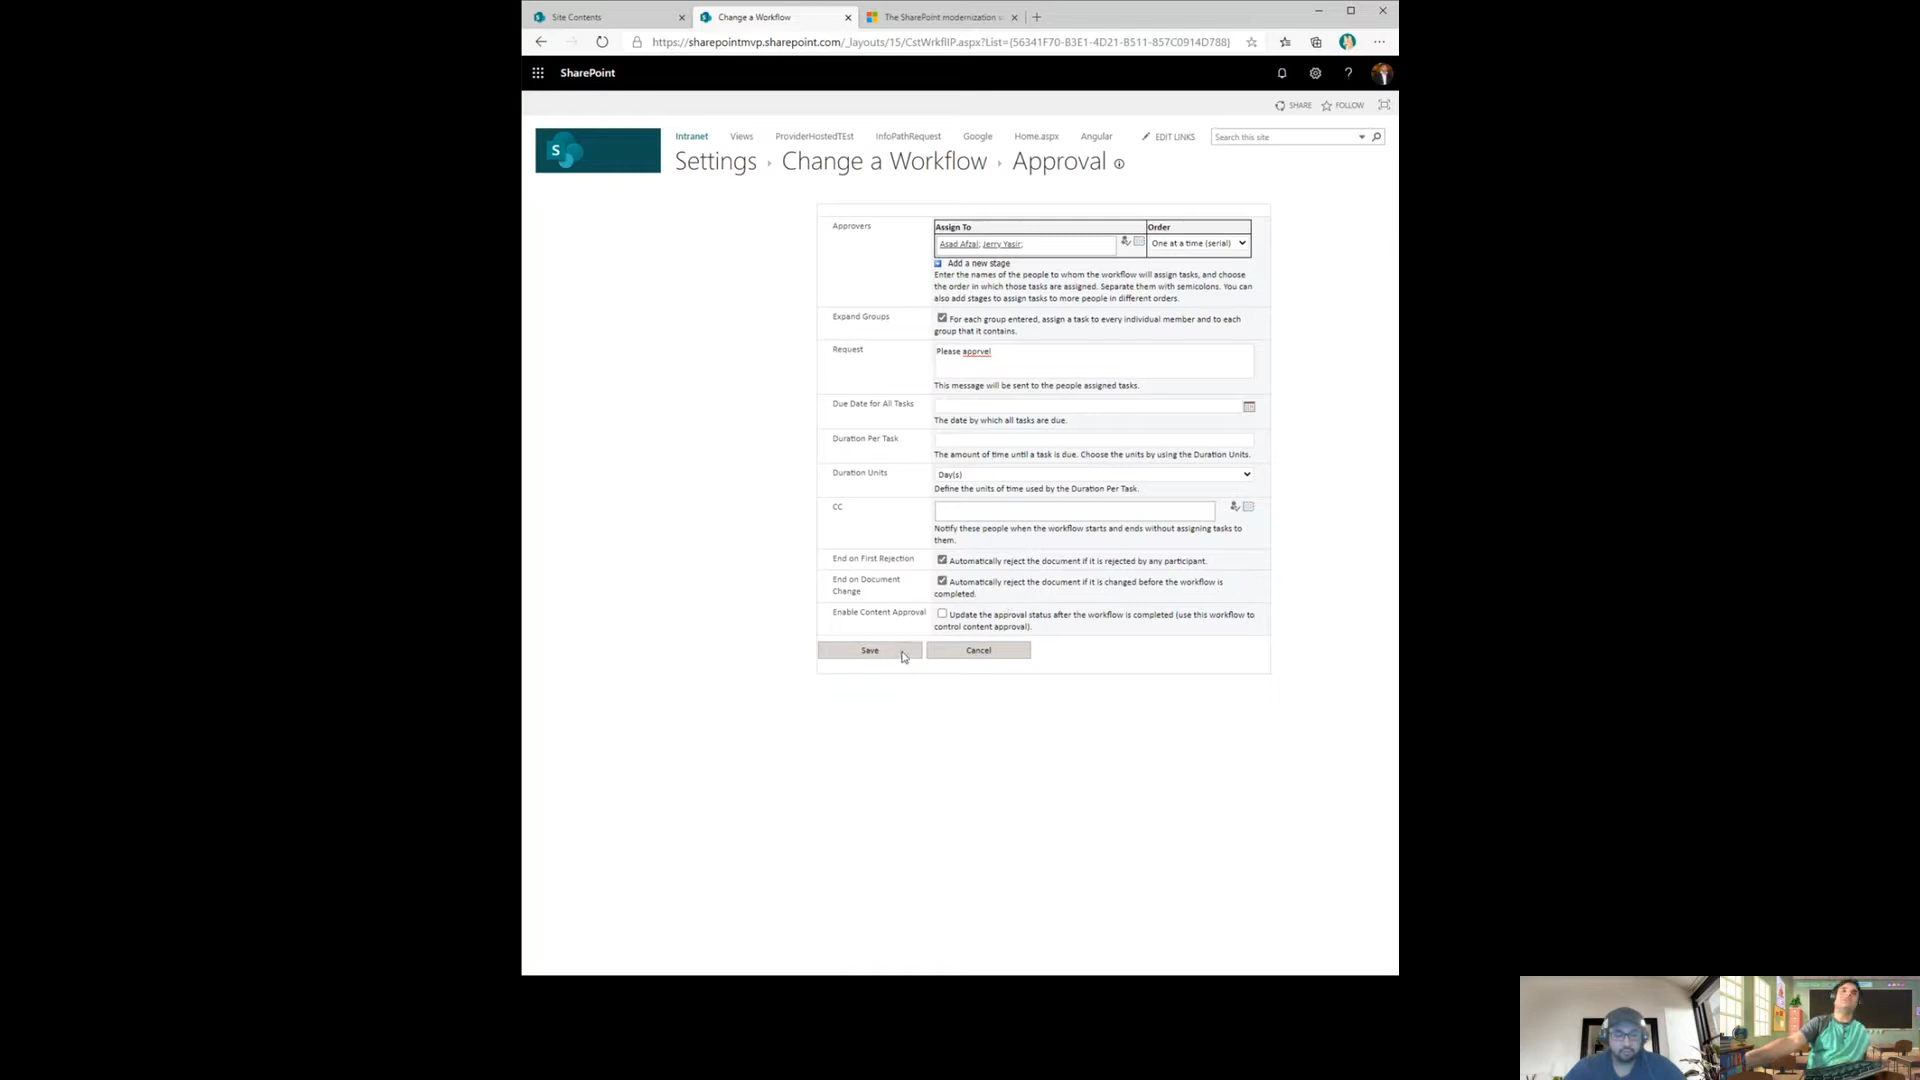 Site Contents
Change a Workflow
The SharePoint modernization s
https://sharepointmvp.sharepoint.com/_layouts/15/CstWrkflIP.aspx?List={56341F70-B3E1-4D21-B511-857C0914D788}
SharePoint
SHARE FOLLOW
S
Intranet Views ProviderHostedTEst InfoPathRequest Google Home.aspx Angular EDIT LINKS
Search this site
Settings Change a Workflow Approval
Approvers
Assign To Order
Asad Afzal; Jerry Yasir; One at a time (serial)
Add a new stage
Enter the names of the people to whom the workflow will assign tasks, and choose
the order in which those tasks are assigned. Separate them with semicolons. You can
also add stages to assign tasks to more people in different orders.
Expand Groups
For each group entered, assign a task to every individual member and to each
group that it contains.
Request
Please apprvel
This message will be sent to the people assigned tasks.
Due Date for All Tasks
The date by which all tasks are due.
Duration Per Task
The amount of time until a task is due. Choose the units by using the Duration Units.
Duration Units
Day(s)
Define the units of time used by the Duration Per Task.
CC
Notify these people when the workflow starts and ends without assigning tasks to
them.
End on First Rejection
Automatically reject the document if it is rejected by any participant.
End on Document
Change
Automatically reject the document if it is changed before the workflow is
completed.
Enable Content Approval
Update the approval status after the workflow is completed (use this workflow to
control content approval).
Save Cancel